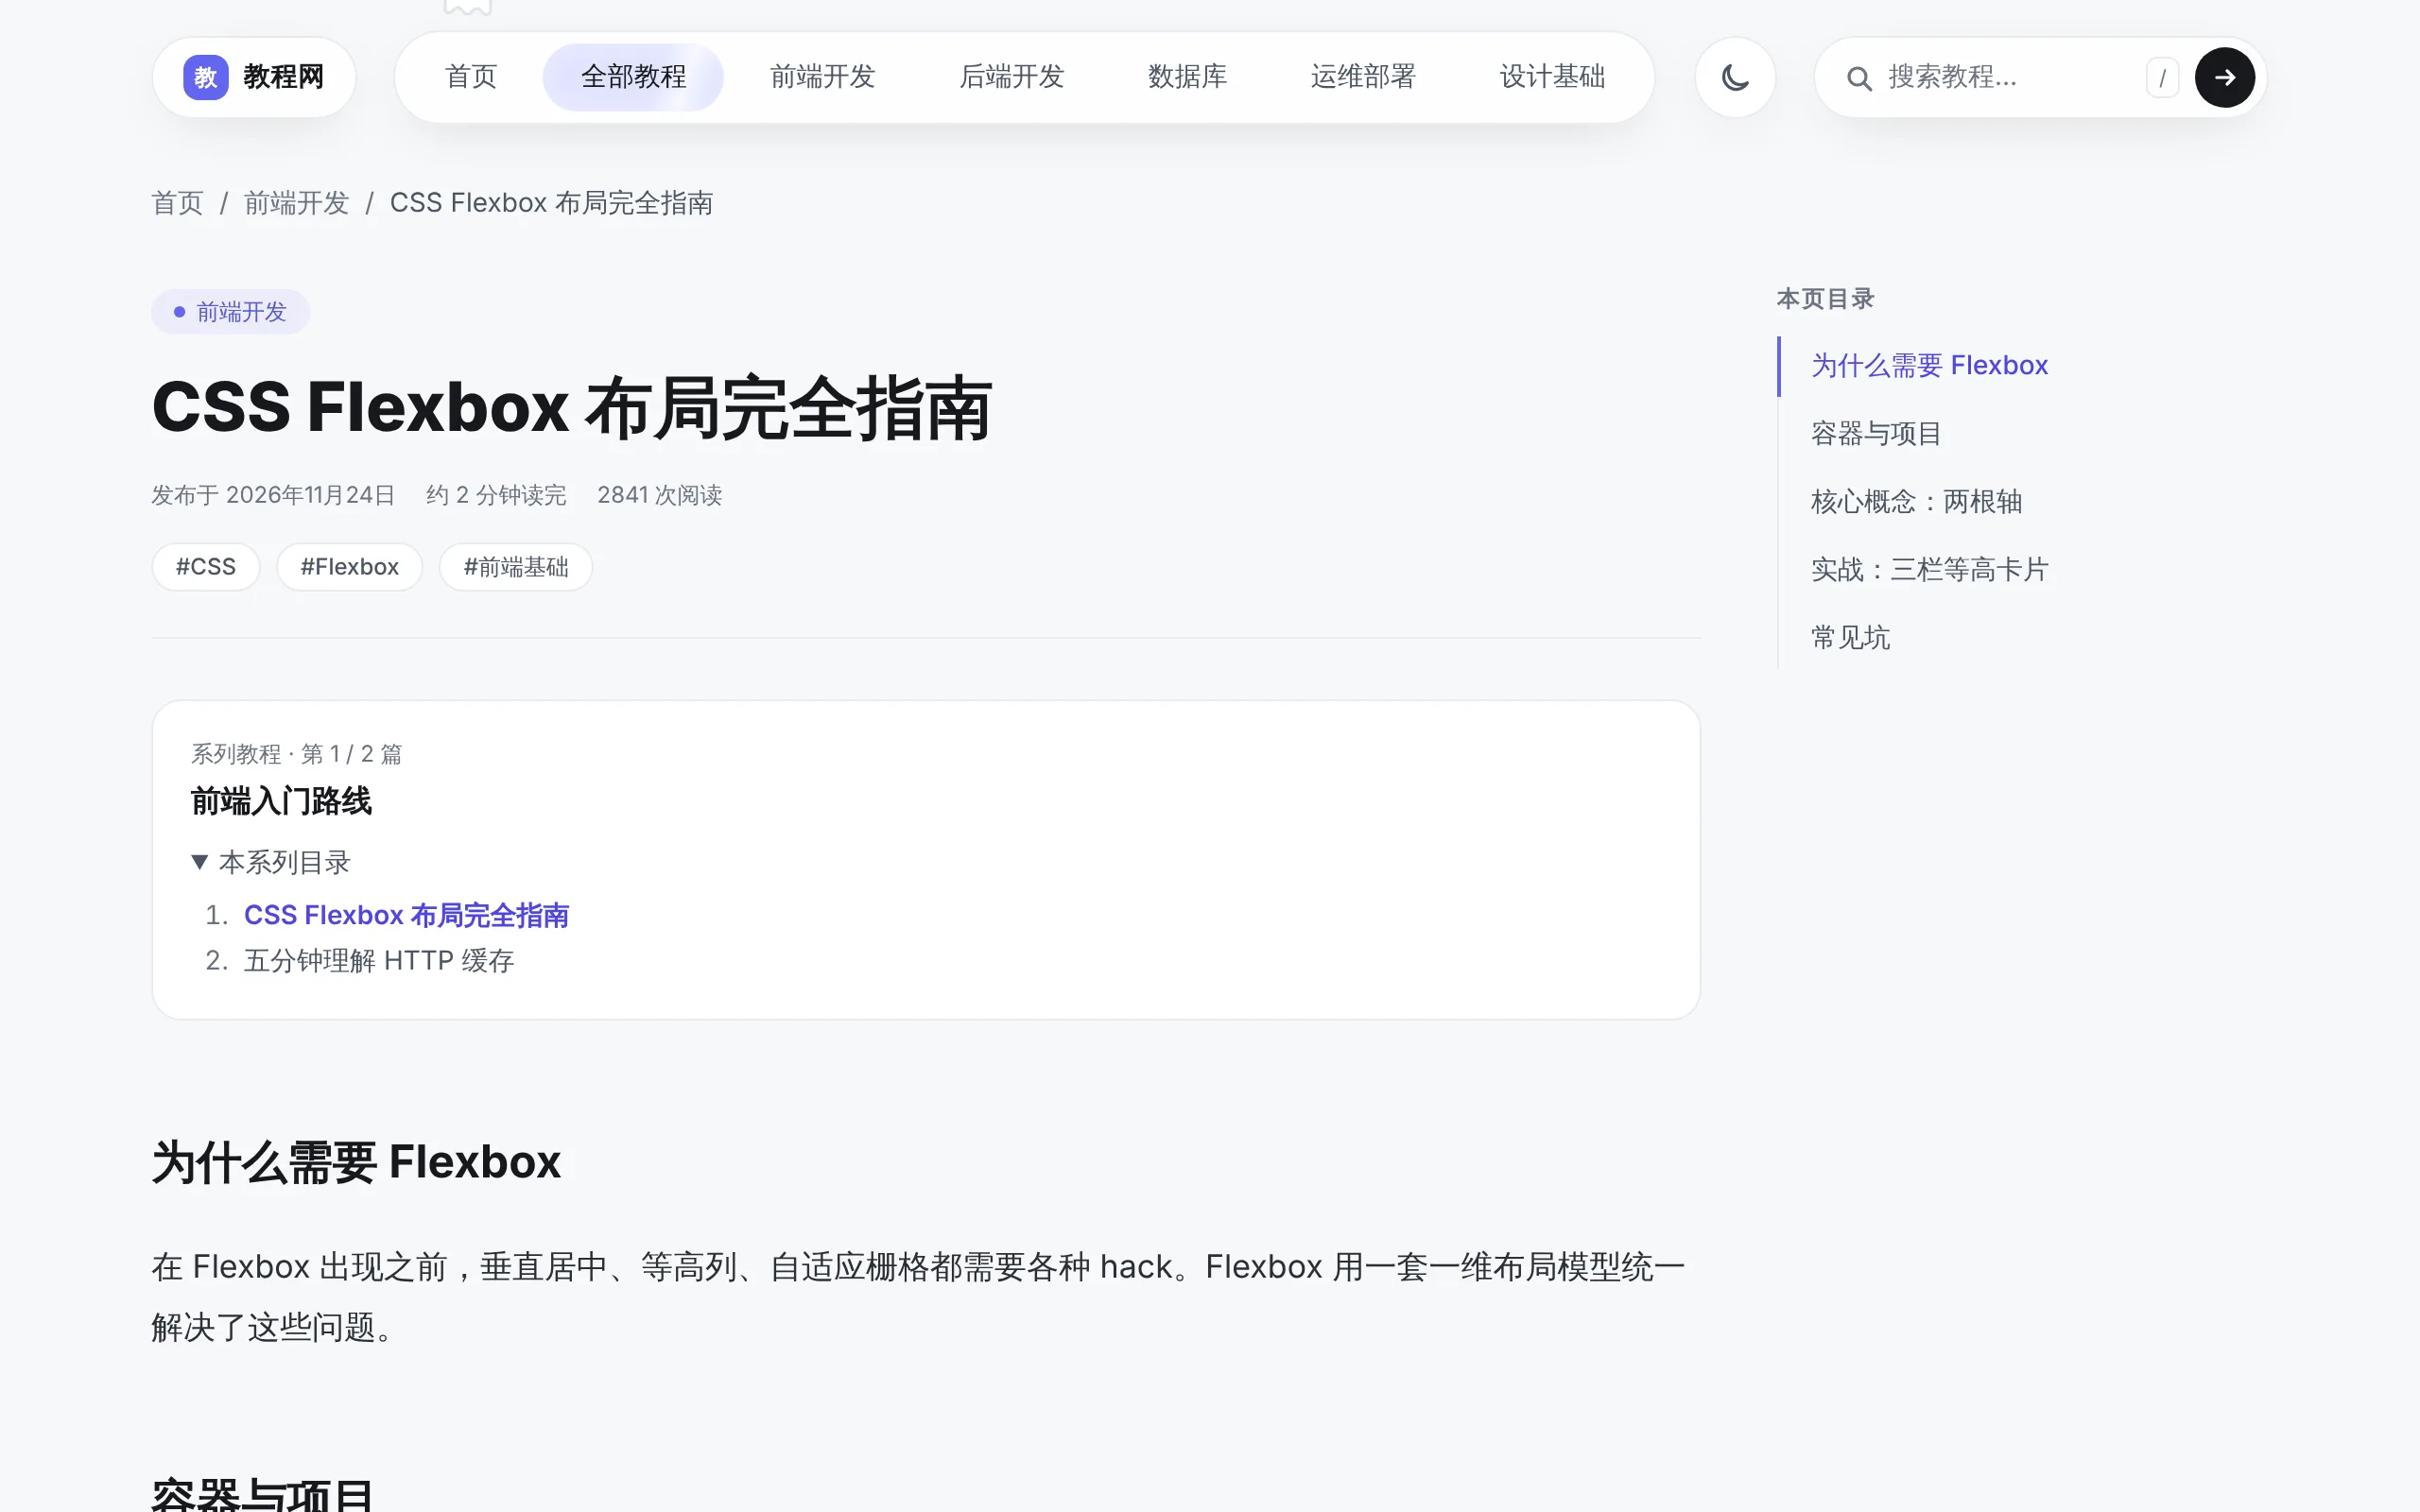 教 教程网 首页 全部教程 前端开发 后端开发 数据库 运维部署 设计基础 搜索教程... /
首页 / 前端开发 / CSS Flexbox 布局完全指南
前端开发
CSS Flexbox 布局完全指南
发布于 2026年11月24日 约 2 分钟读完 2841 次阅读
#CSS #Flexbox #前端基础
系列教程 · 第 1 / 2 篇
前端入门路线
▼ 本系列目录
1. CSS Flexbox 布局完全指南
2. 五分钟理解 HTTP 缓存
为什么需要 Flexbox
在 Flexbox 出现之前，垂直居中、等高列、自适应栅格都需要各种 hack。Flexbox 用一套一维布局模型统一
解决了这些问题。
容器与项目
本页目录
为什么需要 Flexbox
容器与项目
核心概念：两根轴
实战：三栏等高卡片
常见坑